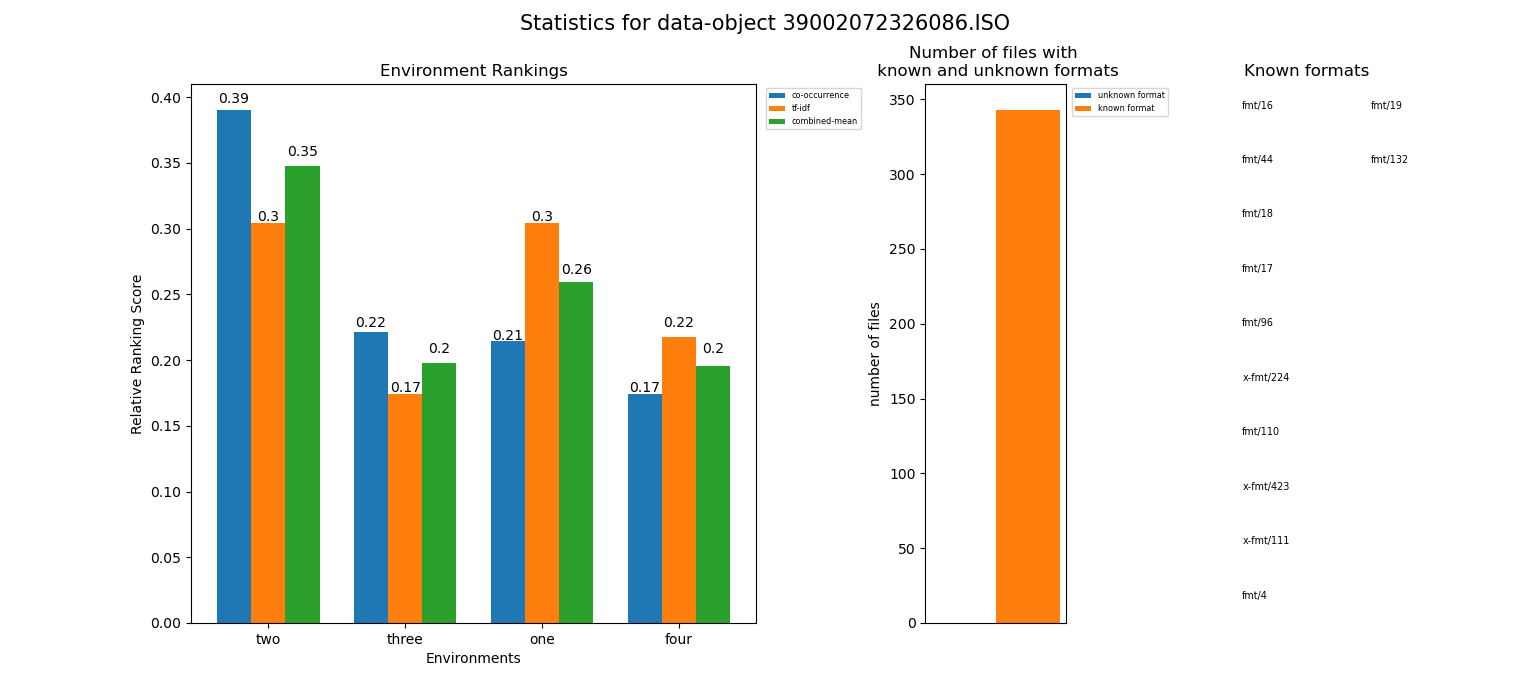 Statistics for data-object 39002072326086.ISO
Environment Rankings
0.40
0.35
0.30
0.25
0.20
0.15
0.10
0.05
0.00
Relative Ranking Score
0.39
0.3
0.35
0.22
0.17
0.2
0.21
0.3
0.26
0.17
0.22
0.2
two
three
one
four
Environments
co-occurrence
tf-idf
combined-mean
Number of files with
known and unknown formats
350
300
250
200
150
100
50
0
number of files
unknown format
known format
Known formats
fmt/16
fmt/44
fmt/18
fmt/17
fmt/96
x-fmt/224
fmt/110
x-fmt/423
x-fmt/111
fmt/4
fmt/19
fmt/132